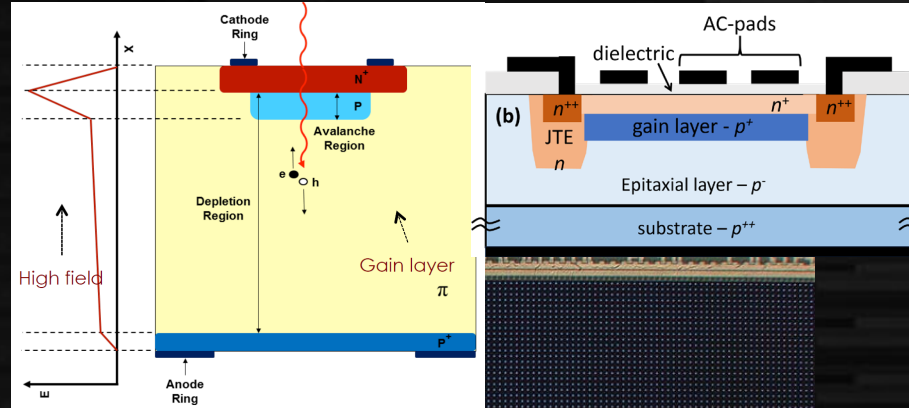 Cathode
Ring
X
N+
P
Avalanche
Region
e
h
Depletion
Region
High field
Gain layer
π
P+
Anode
Ring
E
AC-pads
dielectric
(b)
n++
n+
n++
JTE
n
gain layer - p+
Epitaxial layer – p-
substrate – p++